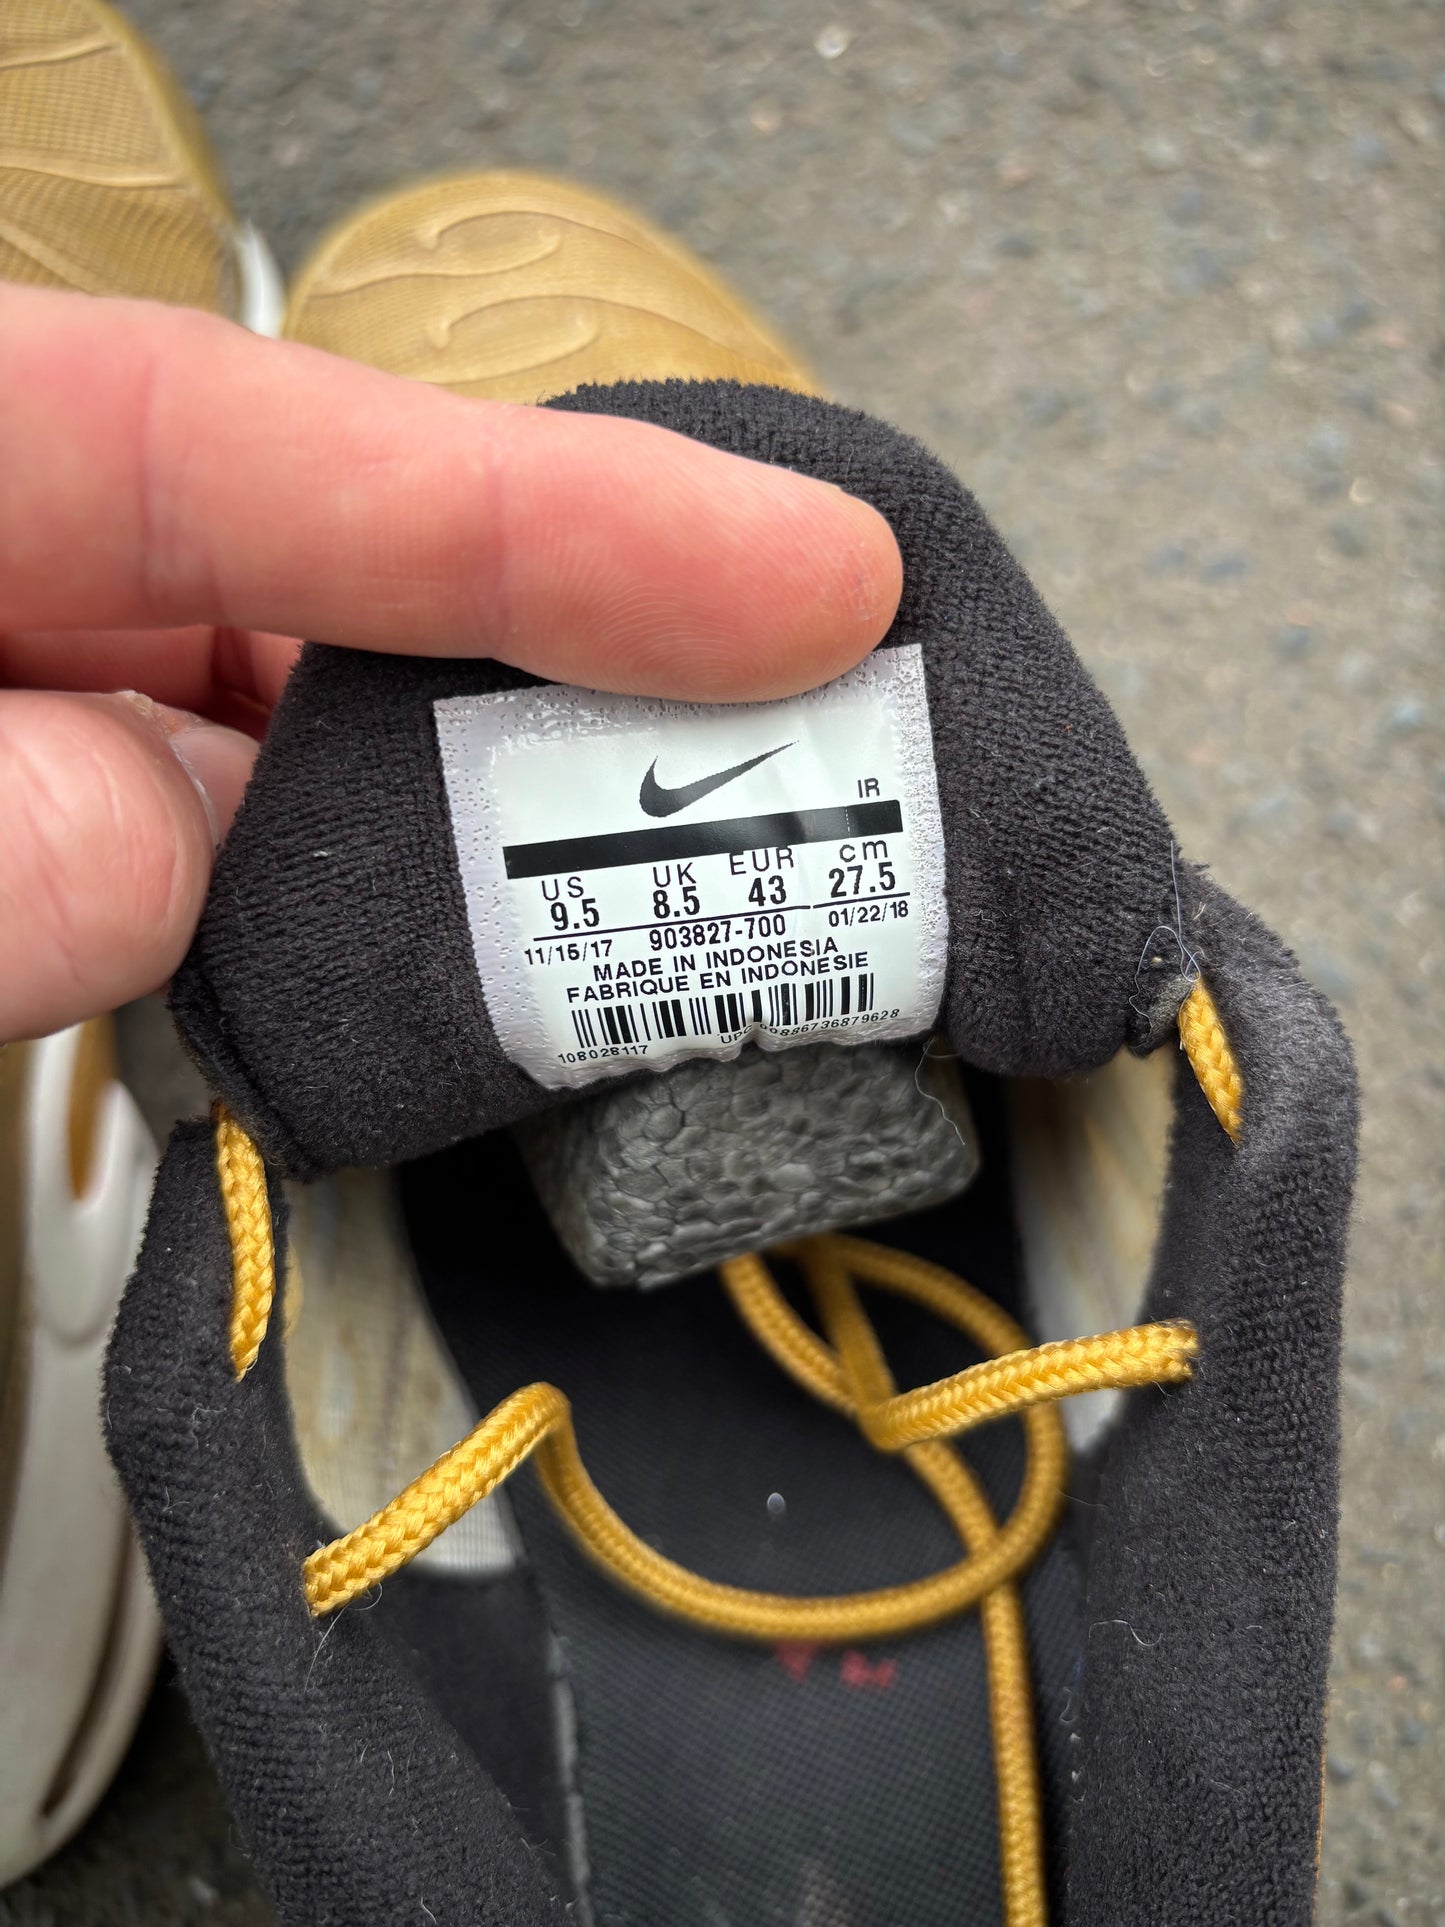 IR
US UK EUR cm
9.5 8.5 43 27.5
11/15/17 903827-700 01/22/18
MADE IN INDONESIA
FABRIQUE EN INDONÉSIE
108028117 UPC 00886736879628